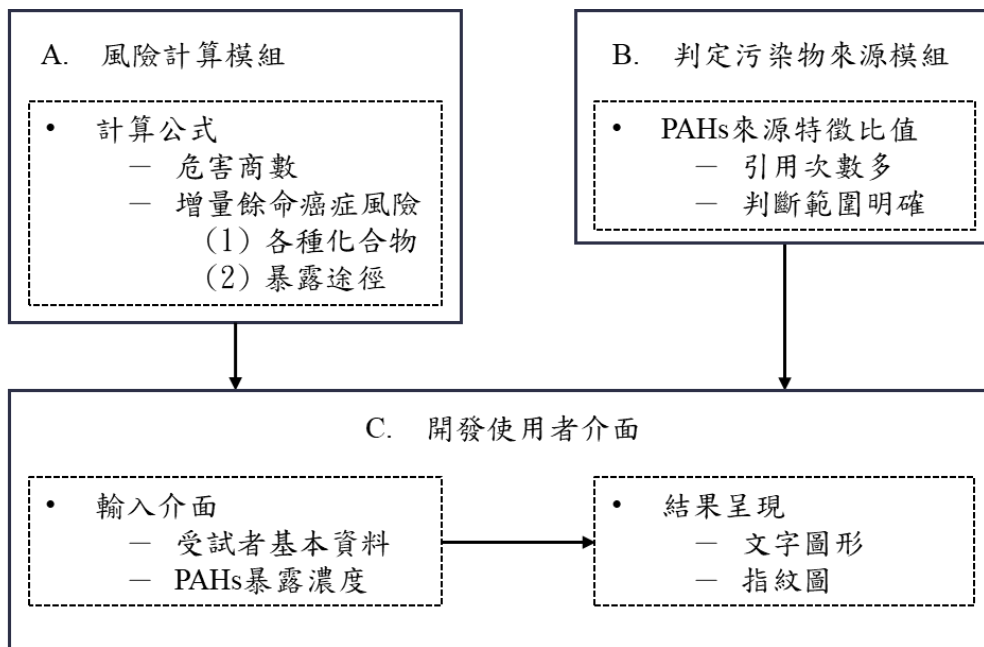 A. 風險計算模組
• 計算公式
— 危害商數
— 增量餘命癌症風險
（1）各種化合物
（2）暴露途徑
B. 判定污染物來源模組
• PAHs來源特徵比值
— 引用次數多
— 判斷範圍明確
C. 開發使用者介面
• 輸入介面
— 受試者基本資料
— PAHs暴露濃度
• 結果呈現
— 文字圖形
— 指紋圖